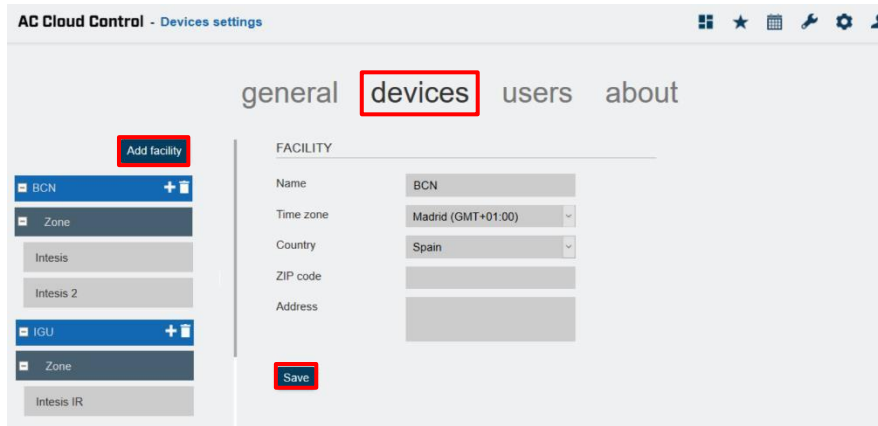 AC Cloud Control - Devices settings
general devices users about
Add facility
BCN
Zone
Intesis
Intesis 2
IGU
Zone
Intesis IR
FACILITY
Name BCN
Time zone Madrid (GMT+01:00)
Country Spain
ZIP code
Address
Save